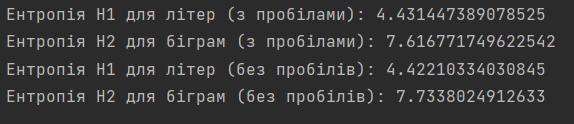 Ентропія H1 для літер (з пробілами): 4.431447389078525
Ентропія H2 для біграм (з пробілами): 7.616771749622542
Ентропія H1 для літер (без пробілів): 4.42210334030845
Ентропія H2 для біграм (без пробілів): 7.7338024912633